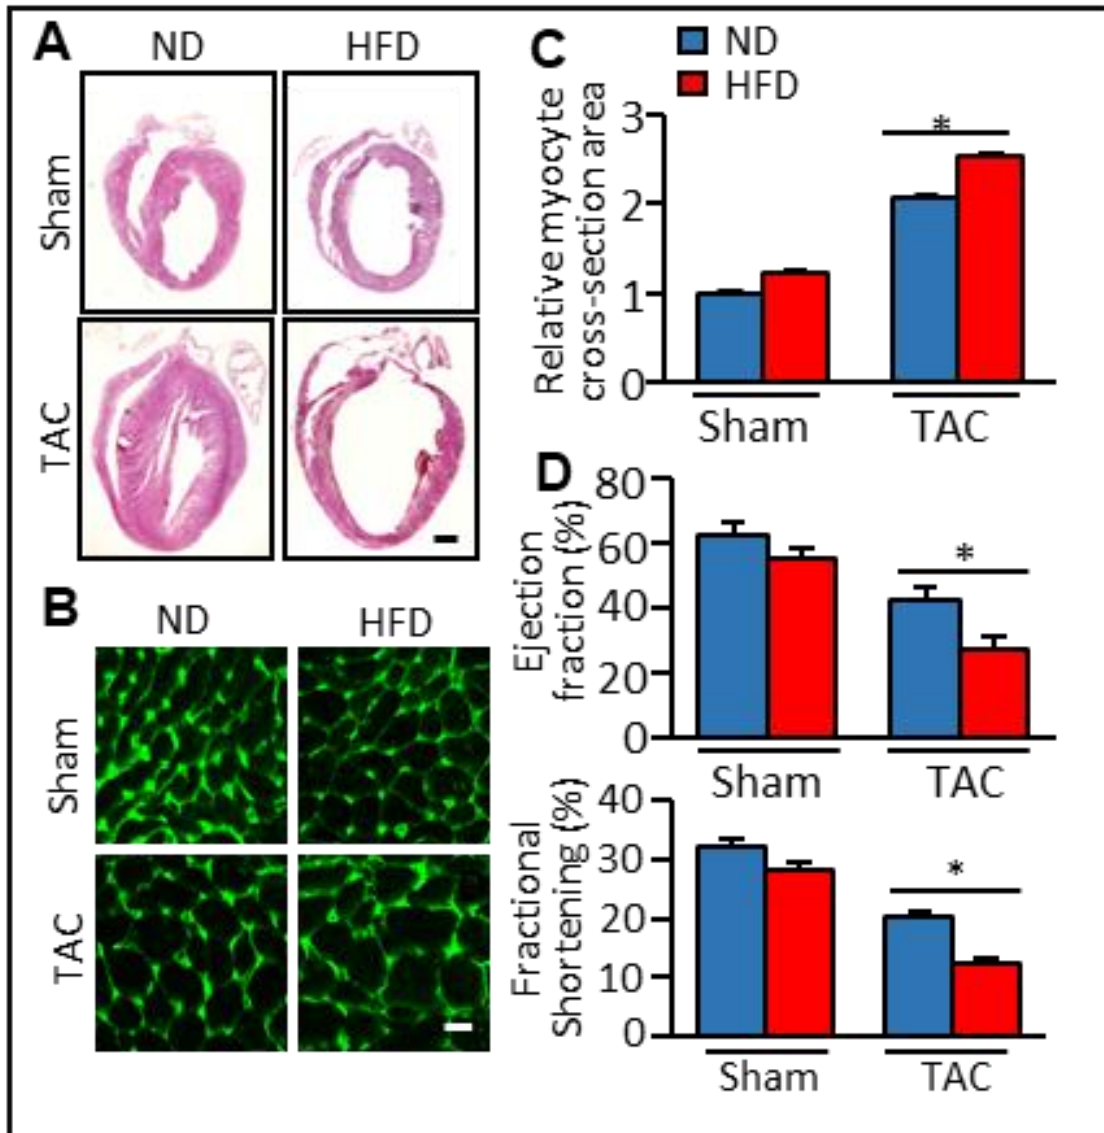 A
ND HFD
Sham
TAC
B
ND HFD
Sham
TAC
C
ND
HFD
Relative myocyte
cross-section area
3
2
1
0
*
Sham TAC
D
Ejection
fraction (%)
80
60
40
20
0
*
Sham TAC
Fractional
Shortening (%)
40
30
20
10
0
*
Sham TAC